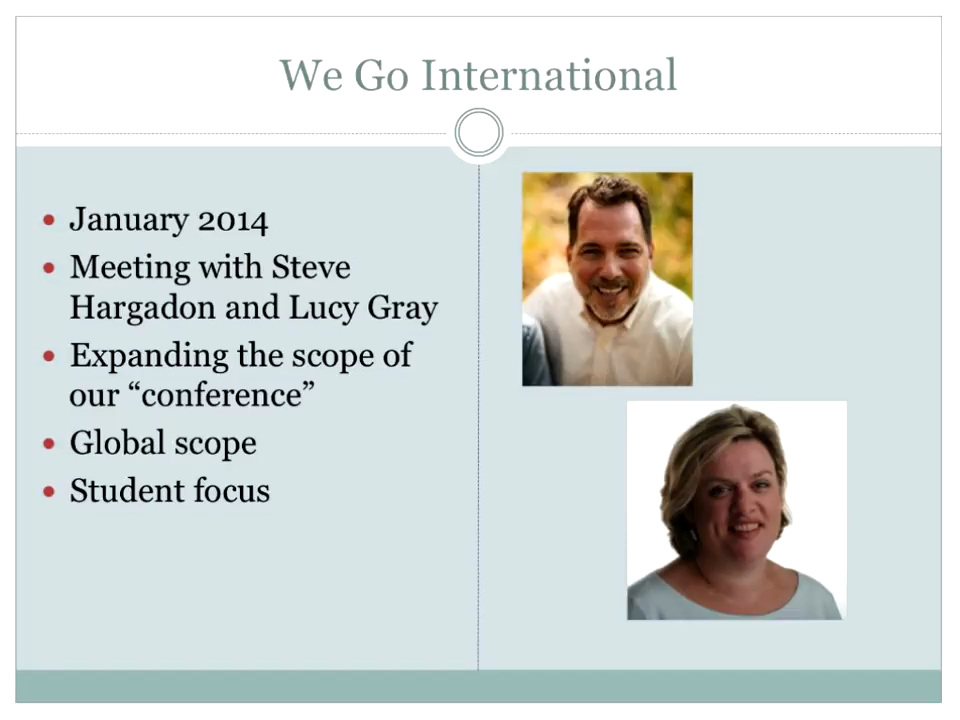 We Go International
January 2014
Meeting with Steve
Hargadon and Lucy Gray
Expanding the scope of
our “conference”
Global scope
Student focus